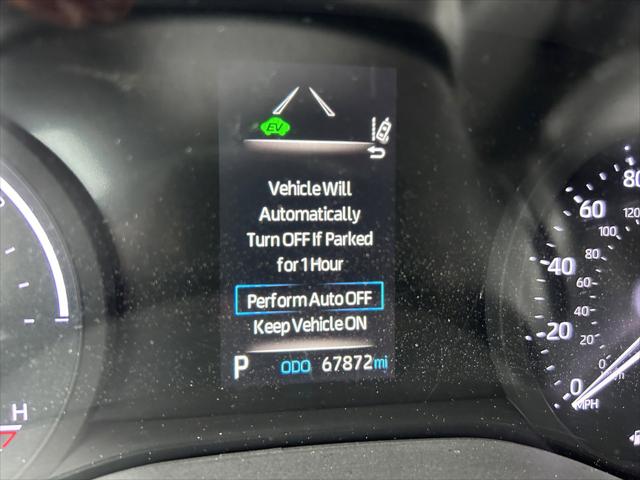 EV
Vehicle Will
Automatically
Turn OFF If Parked
for 1 Hour
Perform Auto OFF
Keep Vehicle ON
P ODO 67872 mi
H
80
60
40
20
0
MPH
120
100
80
60
40
20
0